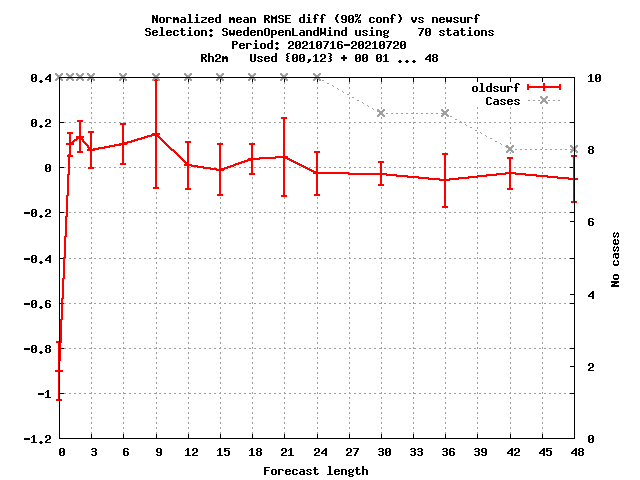 Normalized mean RMSE diff (90% conf) vs newsurf
Selection: SwedenOpenLandWind using    70 stations
Period: 20210716-20210720
Rh2m   Used {00,12} + 00 01 ... 48
oldsurf
Cases
0.4
0.2
0
-0.2
-0.4
-0.6
-0.8
-1
-1.2
10
8
6
4
2
0
No cases
0 3 6 9 12 15 18 21 24 27 30 33 36 39 42 45 48
Forecast length